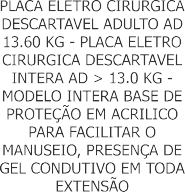 PLACA ELETRO CIRURGICA
DESCARTAVEL ADULTO AD
13.60 KG - PLACA ELETRO
CIRURGICA DESCARTAVEL
INTERA AD > 13.0 KG -
MODELO INTERA BASE DE
PROTEÇÃO EM ACRILICO
PARA FACILITAR O
MANUSEIO, PRESENÇA DE
GEL CONDUTIVO EM TODA
EXTENSÃO